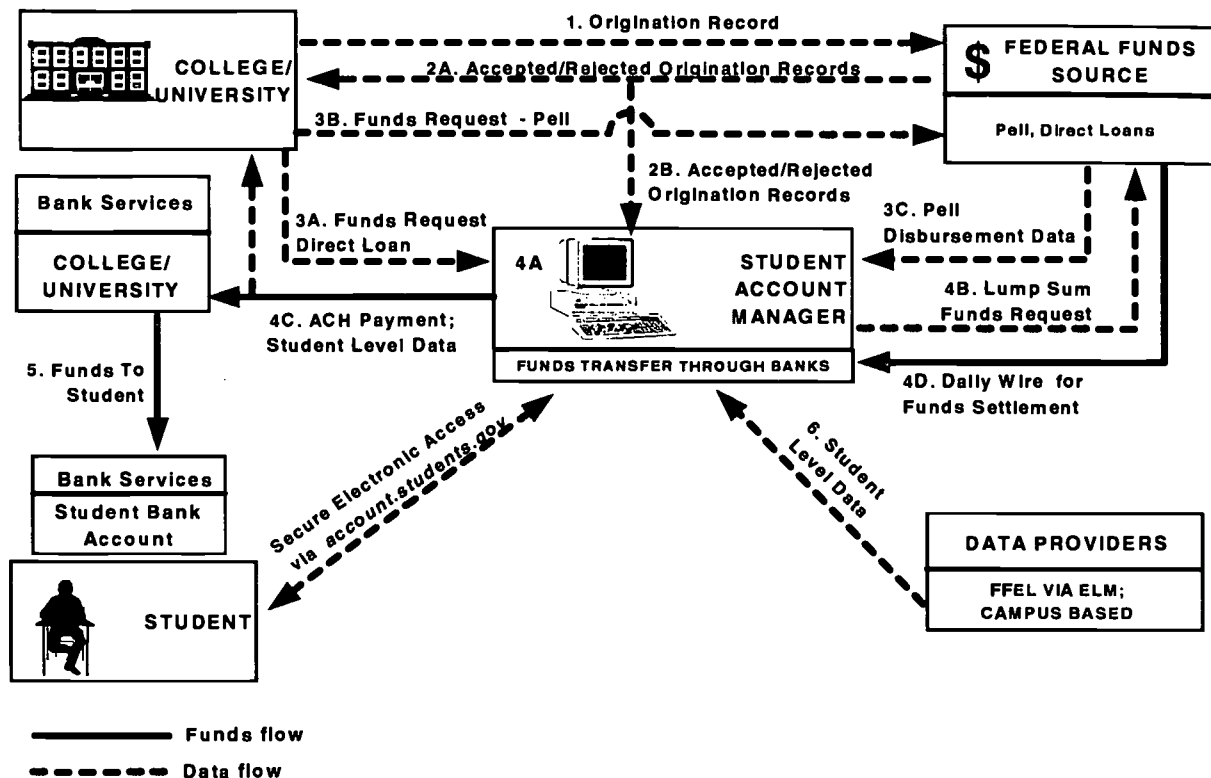 1. Origination Record
COLLEGE/
UNIVERSITY
$ FEDERAL FUNDS
SOURCE
2A. Accepted/Rejected Origination Records
3B. Funds Request - Pell
Pell, Direct Loans
2B. Accepted/Rejected
Origination Records
Bank Services
COLLEGE/
UNIVERSITY
3A. Funds Request
Direct Loan
3C. Pell
Disbursement Data
4A
STUDENT
ACCOUNT
MANAGER
4B. Lump Sum
Funds Request
4C. ACH Payment;
Student Level Data
FUNDS TRANSFER THROUGH BANKS
5. Funds To
Student
4D. Daily Wire for
Funds Settlement
Secure Electronic Access
via account.students.gov
6. Student
Level Data
Bank Services
Student Bank
Account
STUDENT
DATA PROVIDERS
FFEL VIA ELM;
CAMPUS BASED
Funds flow
Data flow